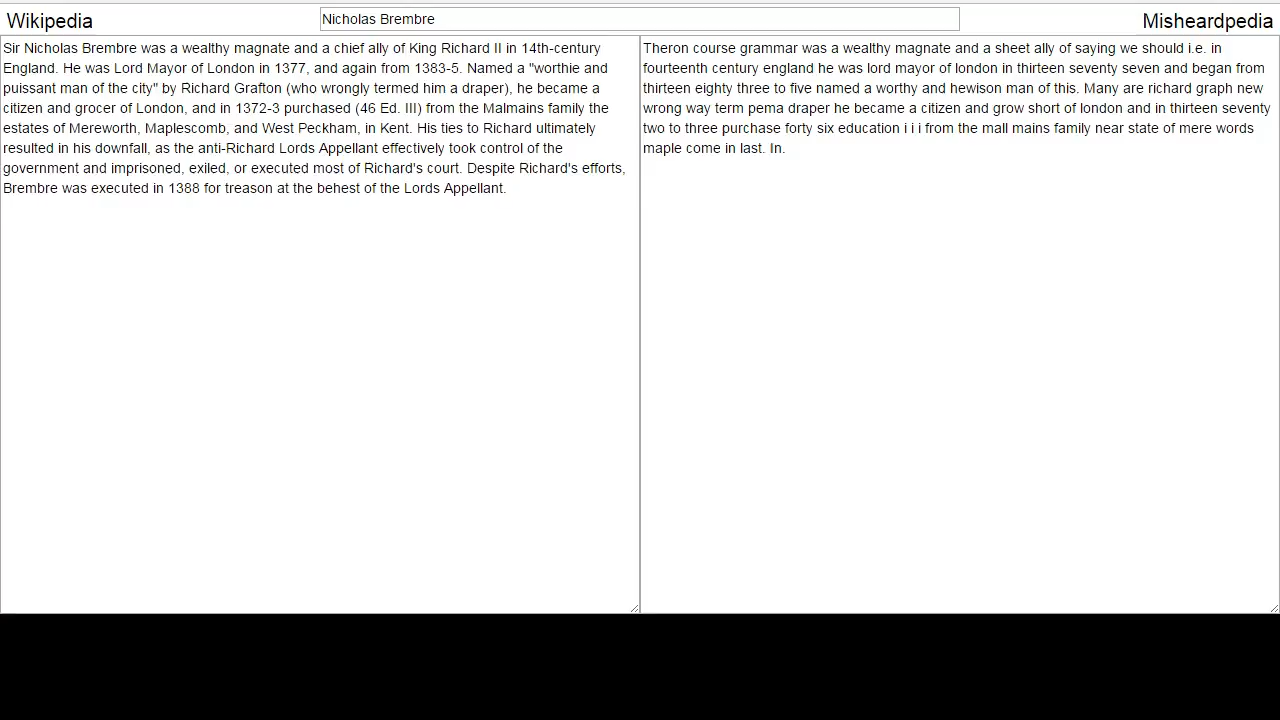 Wikipedia
Nicholas Brembre
Misheardpedia
Sir Nicholas Brembre was a wealthy magnate and a chief ally of King Richard II in 14th-century
England. He was Lord Mayor of London in 1377, and again from 1383-5. Named a "worthie and
puissant man of the city" by Richard Grafton (who wrongly termed him a draper), he became a
citizen and grocer of London, and in 1372-3 purchased (46 Ed. III) from the Malmains family the
estates of Mereworth, Maplescomb, and West Peckham, in Kent. His ties to Richard ultimately
resulted in his downfall, as the anti-Richard Lords Appellant effectively took control of the
government and imprisoned, exiled, or executed most of Richard's court. Despite Richard's efforts,
Brembre was executed in 1388 for treason at the behest of the Lords Appellant.
Theron course grammar was a wealthy magnate and a sheet ally of saying we should i.e. in
fourteenth century england he was lord mayor of london in thirteen seventy seven and began from
thirteen eighty three to five named a worthy and hewison man of this. Many are richard graph new
wrong way term pema draper he became a citizen and grow short of london and in thirteen seventy
two to three purchase forty six education i i i from the mall mains family near state of mere words
maple come in last. In.